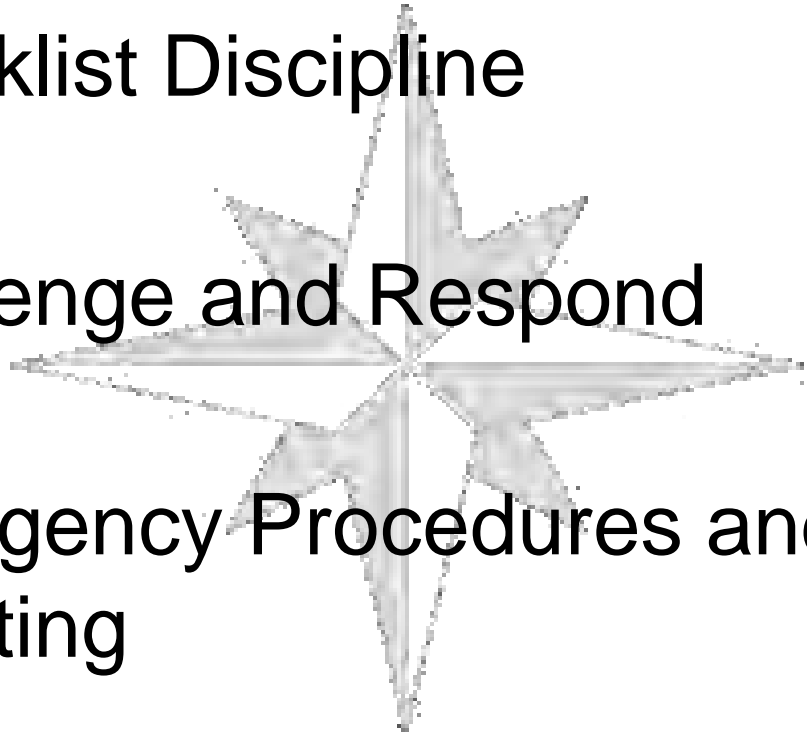 klist Discipline
enge and Respond
gency Procedures and
ting